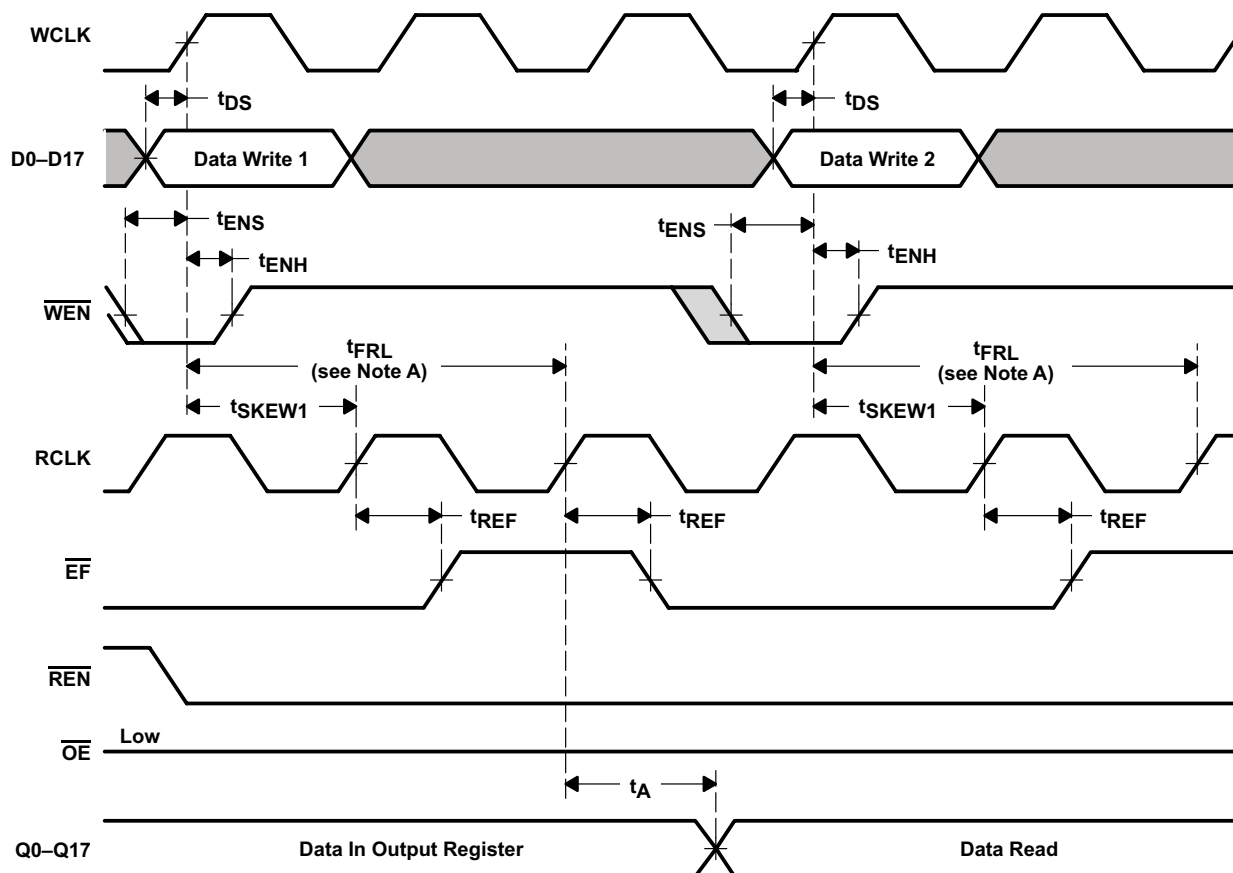 WCLK
tDS tDS
D0–D17 Data Write 1 Data Write 2
tENS tENS
tENH tENH
WEN
tFRL tFRL
(see Note A) (see Note A)
tSKEW1 tSKEW1
RCLK
tREF tREF tREF
EF
REN
Low
OE
tA
Q0–Q17 Data In Output Register Data Read